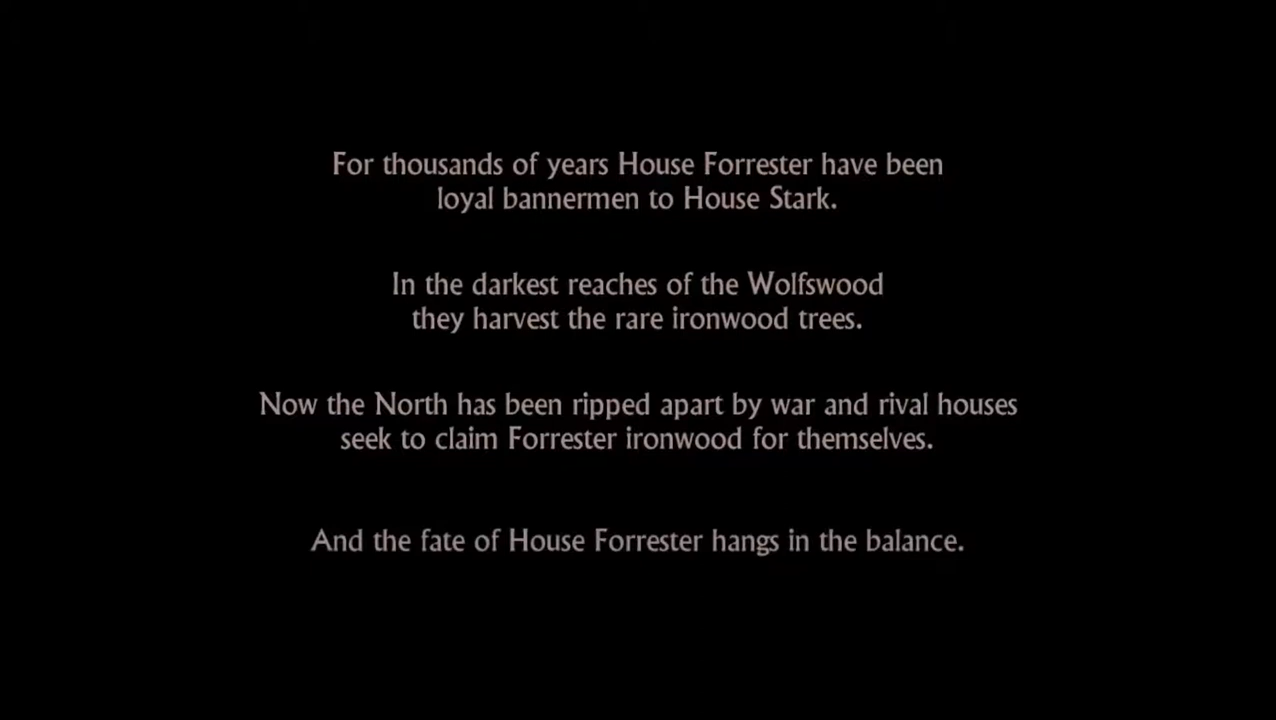 For thousands of years House Forrester have been
loyal bannermen to House Stark.
In the darkest reaches of the Wolfswood
they harvest the rare ironwood trees.
Now the North has been ripped apart by war and rival houses
seek to claim Forrester ironwood for themselves.
And the fate of House Forrester hangs in the balance.